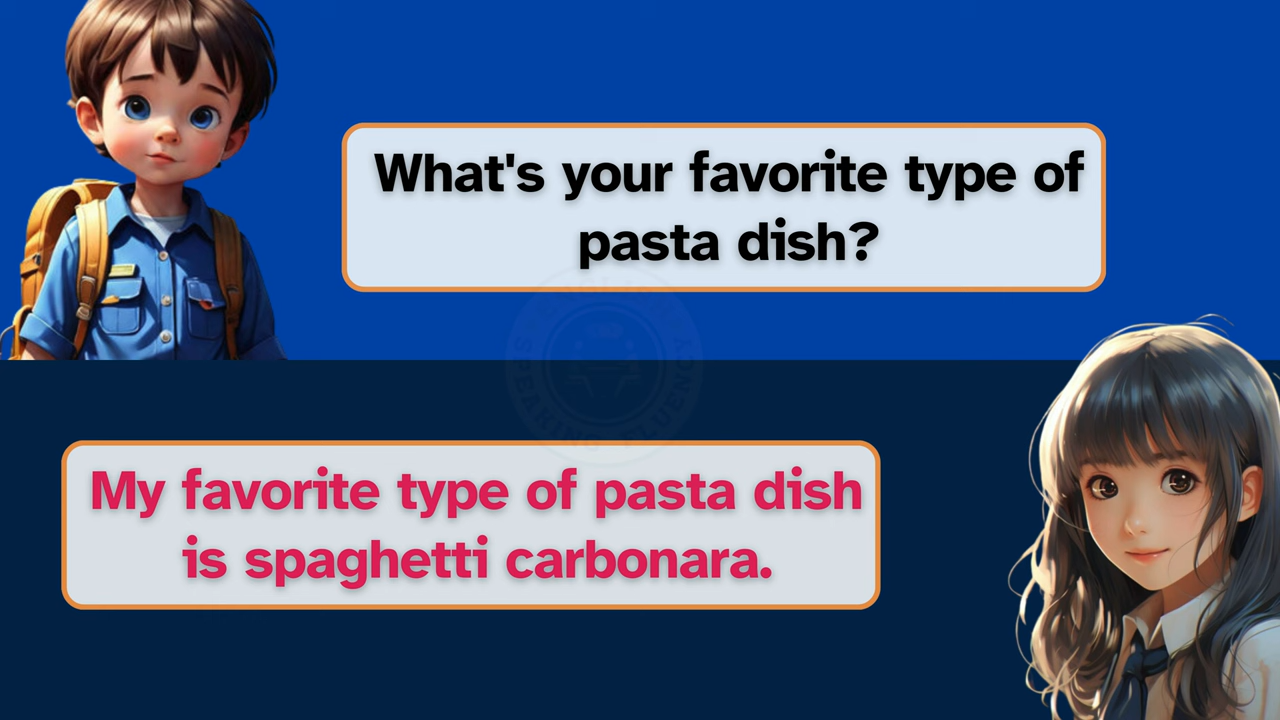 What's your favorite type of
pasta dish?
My favorite type of pasta dish
is spaghetti carbonara.